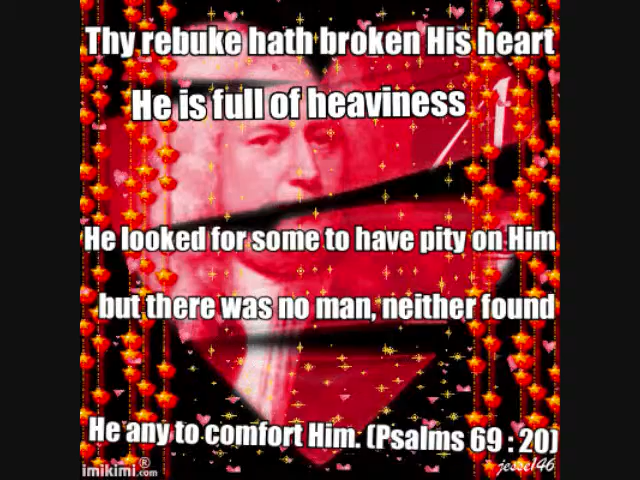 Thy rebuke hath broken His heart
He is full of heaviness
He looked for some to have pity on Him
but there was no man, neither found
He any to comfort Him. (Psalms 69 : 20)
imikimi.com®
jesse146